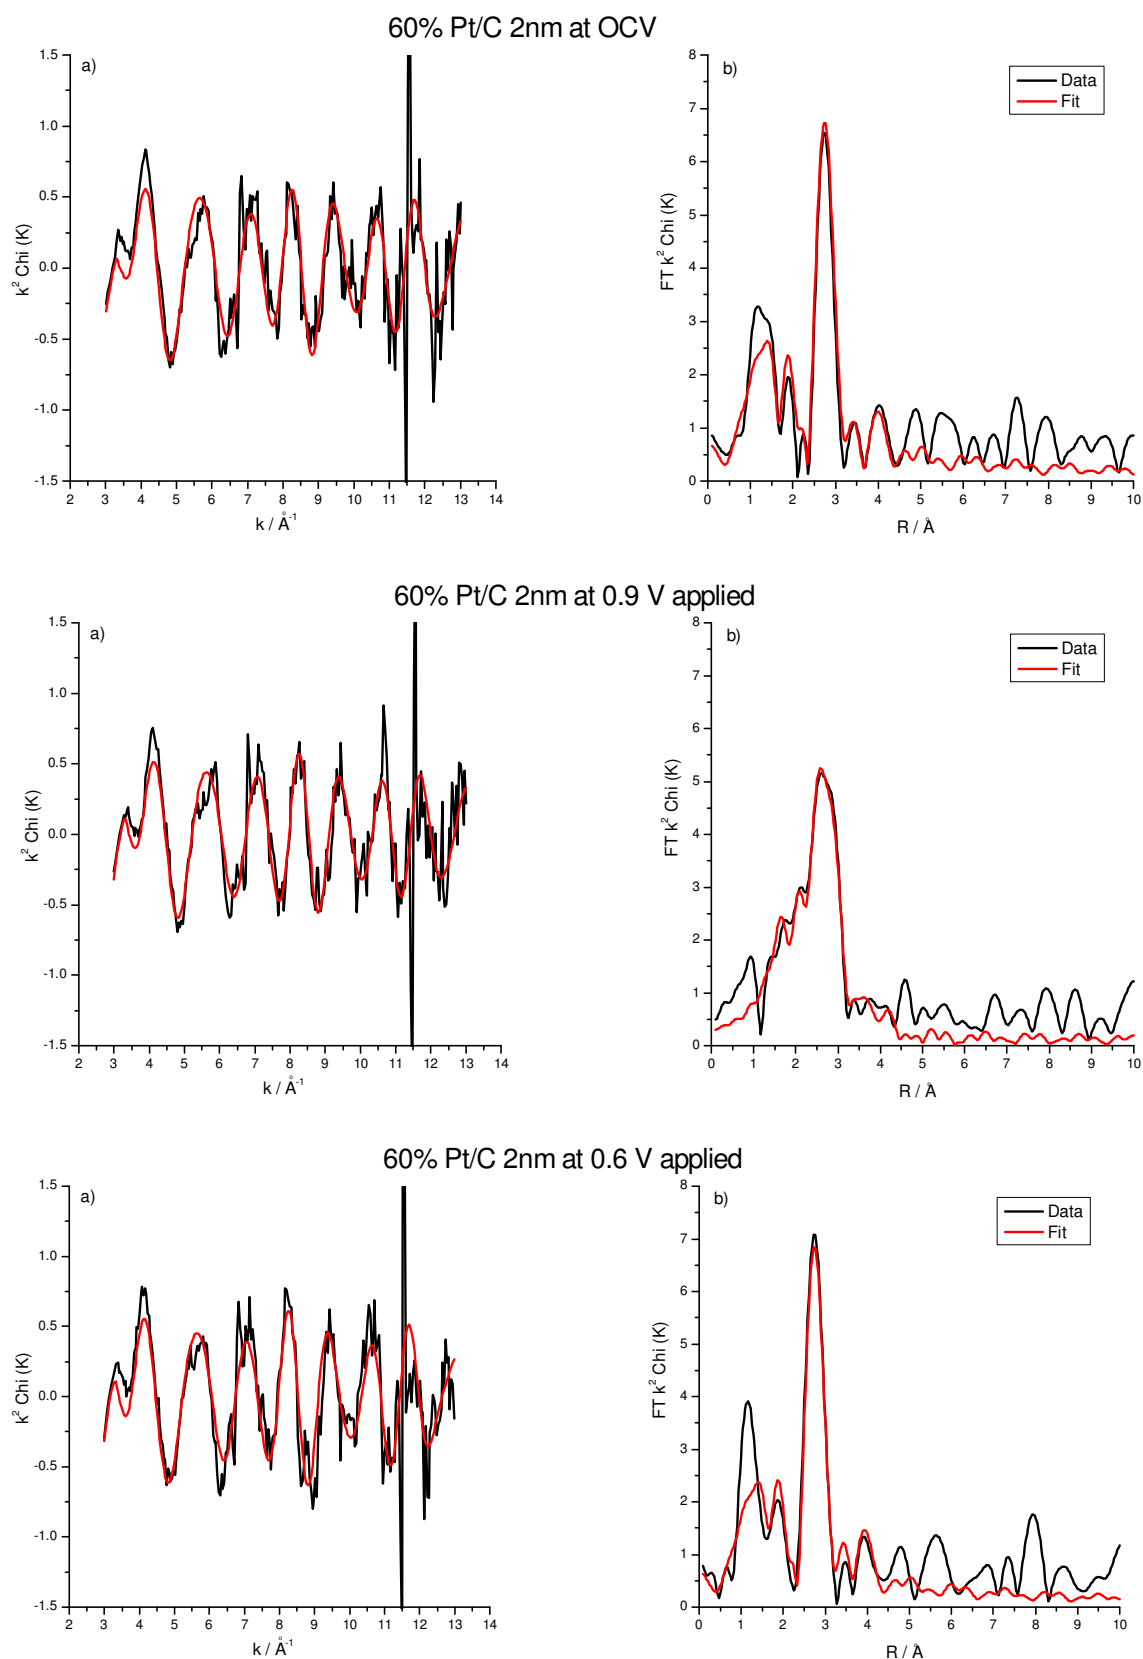 60% Pt/C 2nm at OCV
a)
1.5
1.0
0.5
0.0
-0.5
-1.0
-1.5
k² Chi (K)
2 3 4 5 6 7 8 9 10 11 12 13 14
k / Å⁻¹
b)
Data
Fit
8
7
6
5
4
3
2
1
0
FT k² Chi (K)
0 1 2 3 4 5 6 7 8 9 10
R / Å
60% Pt/C 2nm at 0.9 V applied
a)
1.5
1.0
0.5
0.0
-0.5
-1.0
-1.5
k² Chi (K)
2 3 4 5 6 7 8 9 10 11 12 13 14
k / Å⁻¹
b)
Data
Fit
8
7
6
5
4
3
2
1
0
FT k² Chi (K)
0 1 2 3 4 5 6 7 8 9 10
R / Å
60% Pt/C 2nm at 0.6 V applied
a)
1.5
1.0
0.5
0.0
-0.5
-1.0
-1.5
k² Chi (K)
2 3 4 5 6 7 8 9 10 11 12 13 14
k / Å⁻¹
b)
Data
Fit
8
7
6
5
4
3
2
1
0
FT k² Chi (K)
0 1 2 3 4 5 6 7 8 9 10
R / Å